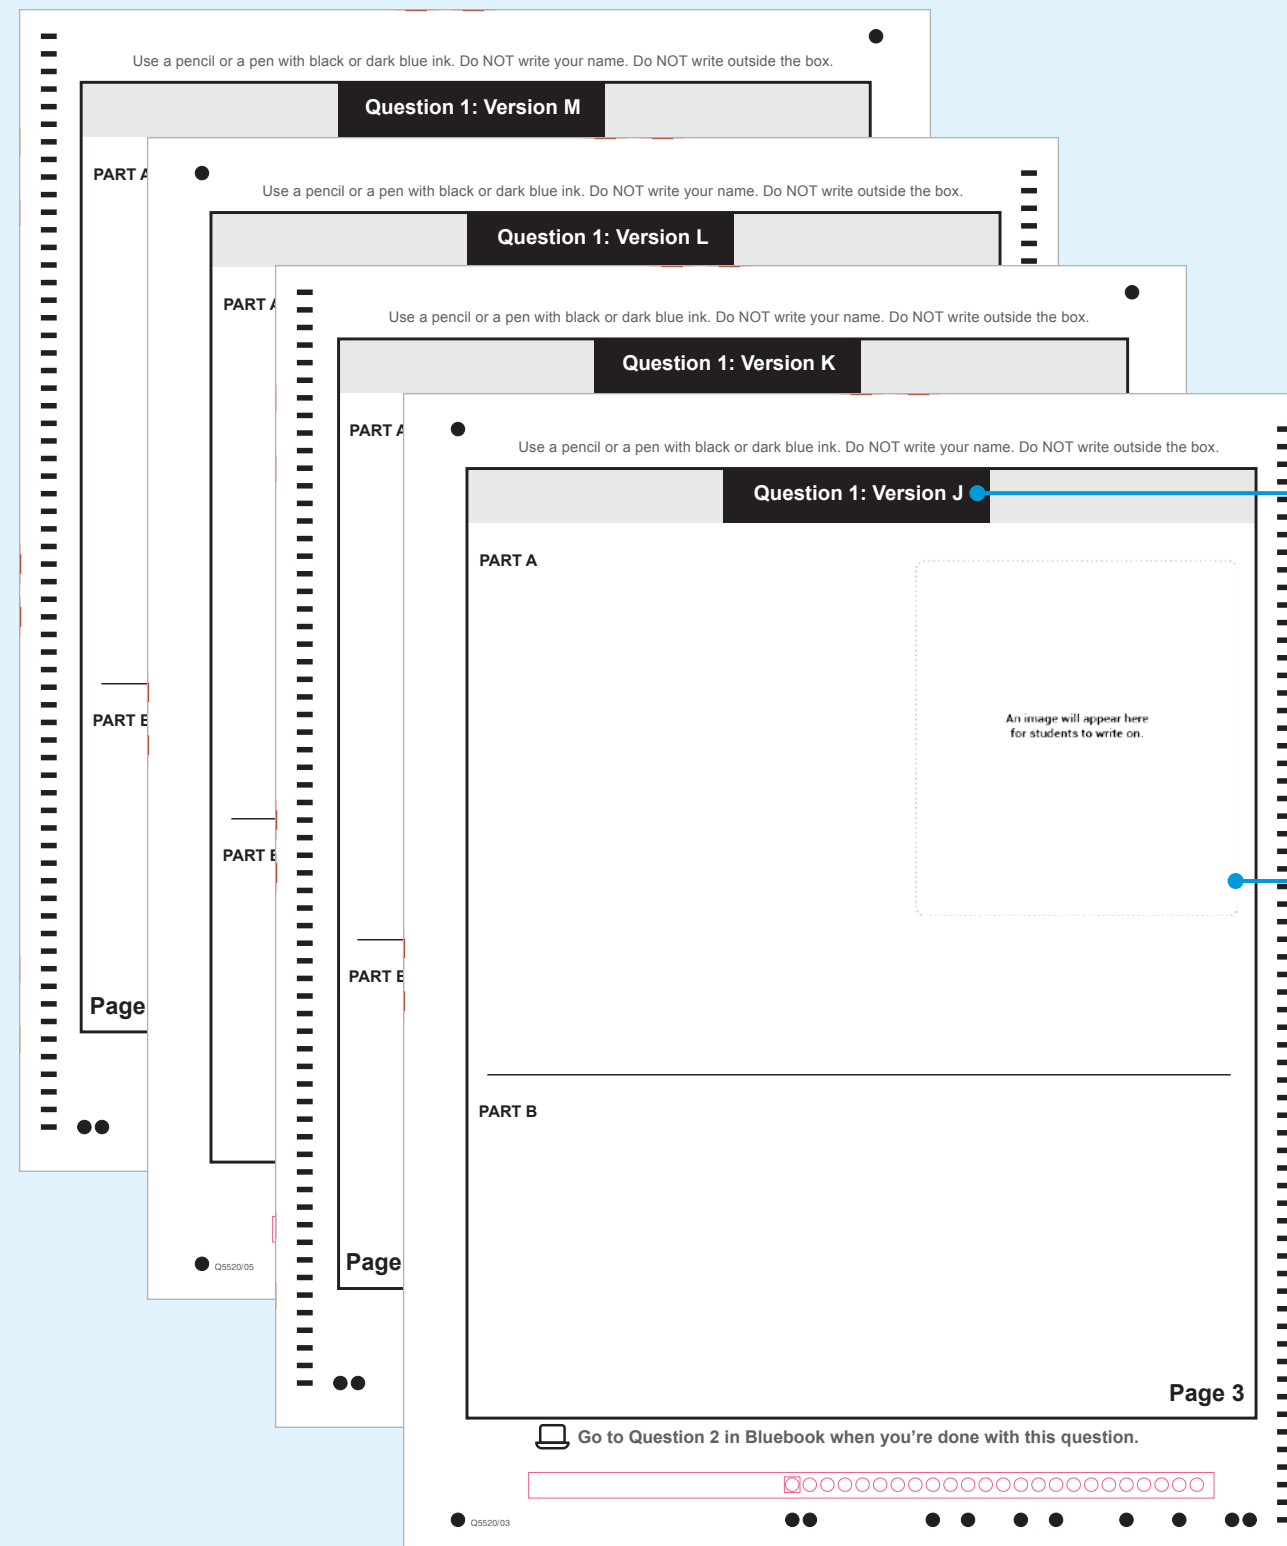 Use a pencil or a pen with black or dark blue ink. Do NOT write your name. Do NOT write outside the box.
Question 1: Version M
PART A
PART B
Page
Use a pencil or a pen with black or dark blue ink. Do NOT write your name. Do NOT write outside the box.
Question 1: Version L
PART A
PART B
Q5520/05
Use a pencil or a pen with black or dark blue ink. Do NOT write your name. Do NOT write outside the box.
Question 1: Version K
PART A
PART B
Page
Use a pencil or a pen with black or dark blue ink. Do NOT write your name. Do NOT write outside the box.
Question 1: Version J
PART A
An image will appear here
for students to write on.
PART B
Page 3
Go to Question 2 in Bluebook when you’re done with this question.
Q5520/03